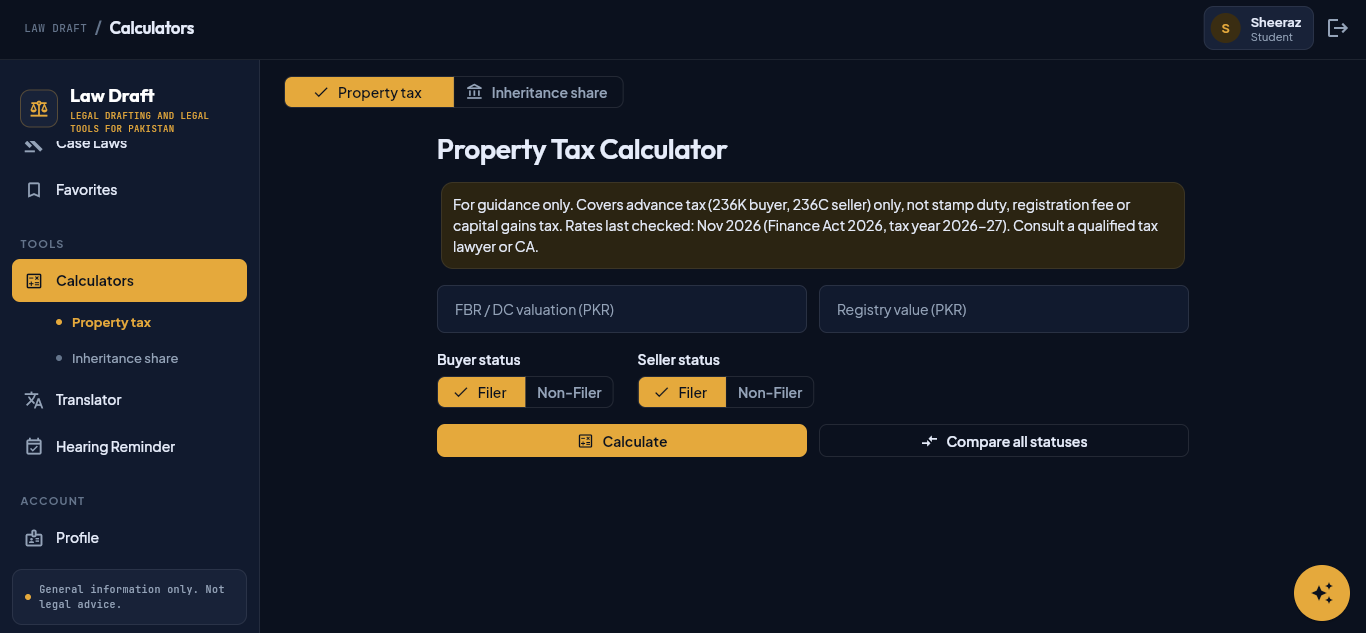 LAW DRAFT / Calculators
S
Sheeraz
Student
Law Draft
LEGAL DRAFTING AND LEGAL
TOOLS FOR PAKISTAN
Case Laws
Favorites
TOOLS
Calculators
Property tax
Inheritance share
Translator
Hearing Reminder
ACCOUNT
Profile
General information only. Not
legal advice.
Property tax
Inheritance share
Property Tax Calculator
For guidance only. Covers advance tax (236K buyer, 236C seller) only, not stamp duty, registration fee or
capital gains tax. Rates last checked: Nov 2026 (Finance Act 2026, tax year 2026–27). Consult a qualified tax
lawyer or CA.
FBR / DC valuation (PKR)
Registry value (PKR)
Buyer status
Seller status
Filer
Non-Filer
Filer
Non-Filer
Calculate
Compare all statuses